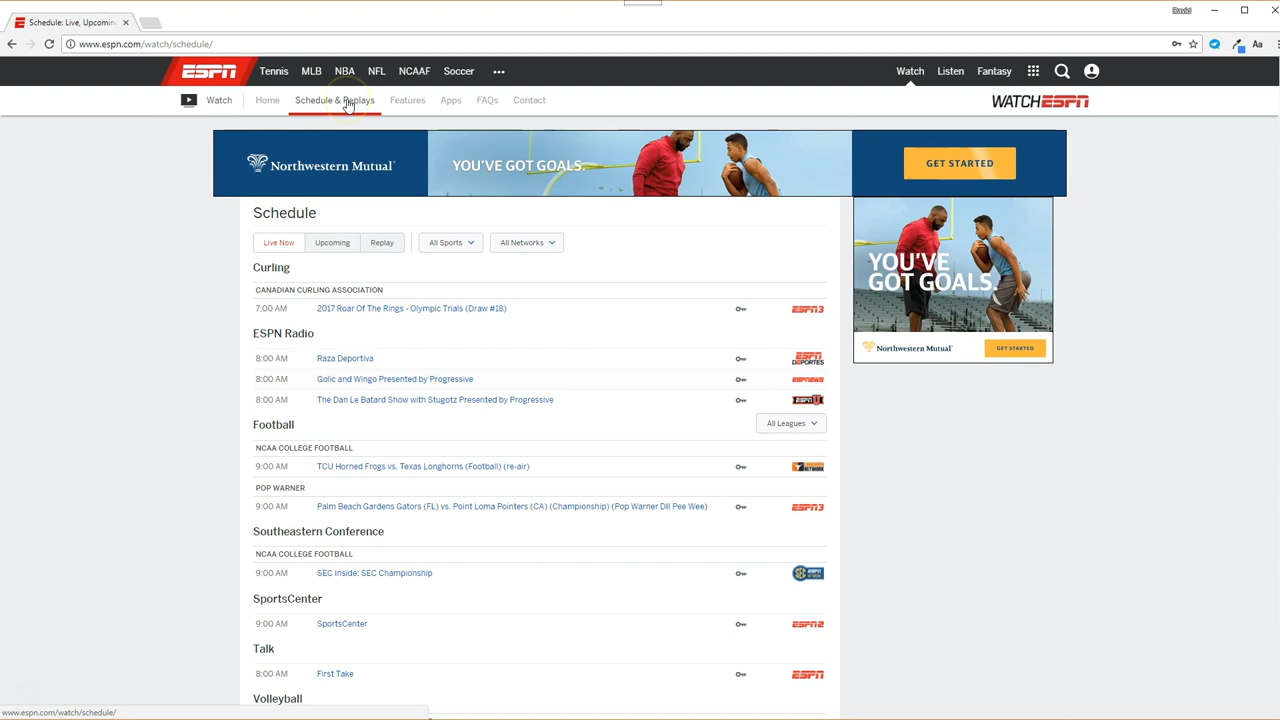 David
Schedule: Live, Upcomin
www.espn.com/watch/schedule/
Aa
ESPN Tennis MLB NBA NFL NCAAF Soccer Watch Listen Fantasy
Watch Home Schedule & Replays Features Apps FAQs Contact WATCHESPN
Northwestern Mutual® YOU'VE GOT GOALS. GET STARTED
Schedule
Live Now Upcoming Replay All Sports All Networks
Curling
CANADIAN CURLING ASSOCIATION
7:00 AM 2017 Roar Of The Rings - Olympic Trials (Draw #18) ESPN3
ESPN Radio
8:00 AM Raza Deportiva ESPN DEPORTES
8:00 AM Golic and Wingo Presented by Progressive ESPNEWS
8:00 AM The Dan Le Batard Show with Stugotz Presented by Progressive ESPN U
Football All Leagues
NCAA COLLEGE FOOTBALL
9:00 AM TCU Horned Frogs vs. Texas Longhorns (Football) (re-air)
POP WARNER
9:00 AM Palm Beach Gardens Gators (FL) vs. Point Loma Pointers (CA) (Championship) (Pop Warner DIII Pee Wee) ESPN3
Southeastern Conference
NCAA COLLEGE FOOTBALL
9:00 AM SEC Inside: SEC Championship
SportsCenter
9:00 AM SportsCenter ESPN2
Talk
8:00 AM First Take ESPN
Volleyball
YOU'VE
GOT GOALS.
Northwestern Mutual® GET STARTED
www.espn.com/watch/schedule/